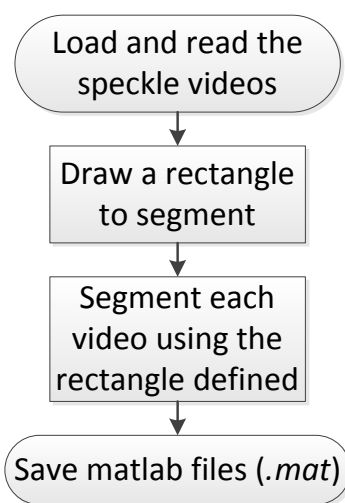 Load and read the
speckle videos
Draw a rectangle
to segment
Segment each
video using the
rectangle defined
Save matlab files (.mat)